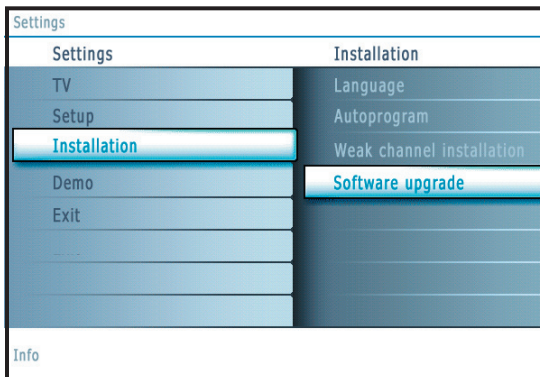 Settings
Settings
TV
Setup
Installation
Demo
Exit
Installation
Language
Autoprogram
Weak channel installation
Software upgrade
Info